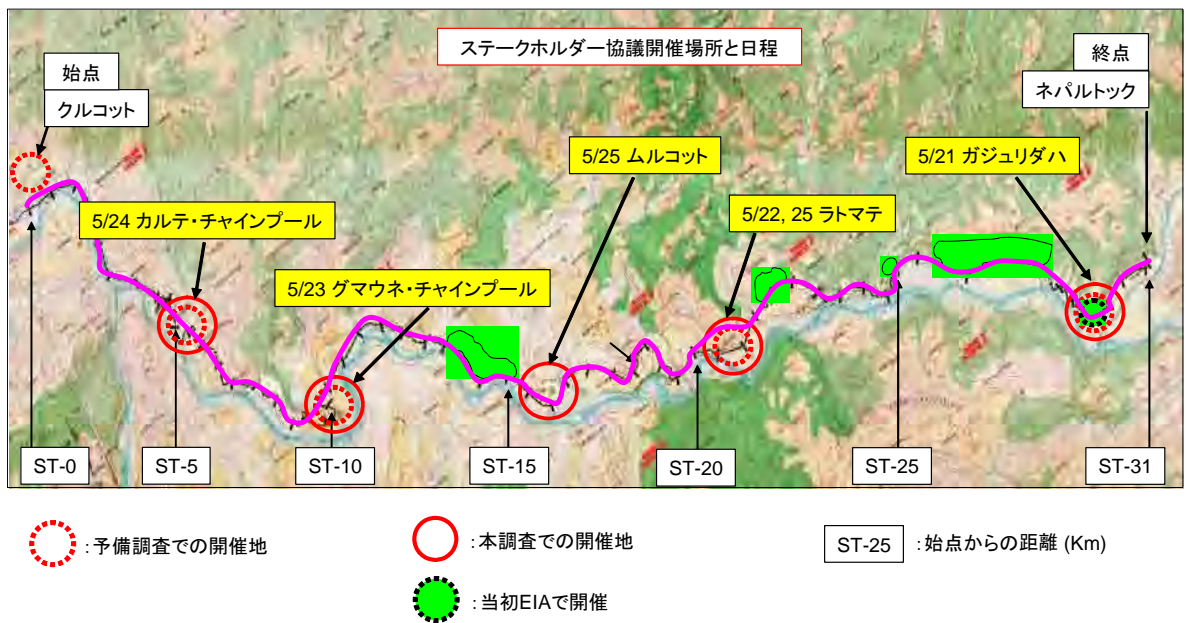 ステークホルダー協議開催場所と日程
始点
クルコット
終点
ネパルトック
5/25 ムルコット
5/21 ガジュリダハ
5/24 カルテ・チャインプール
5/22, 25 ラトマテ
5/23 グマウネ・チャインプール
ST-0
ST-5
ST-10
ST-15
ST-20
ST-25
ST-31
:予備調査での開催地
:本調査での開催地
ST-25
:始点からの距離 (Km)
:当初EIAで開催